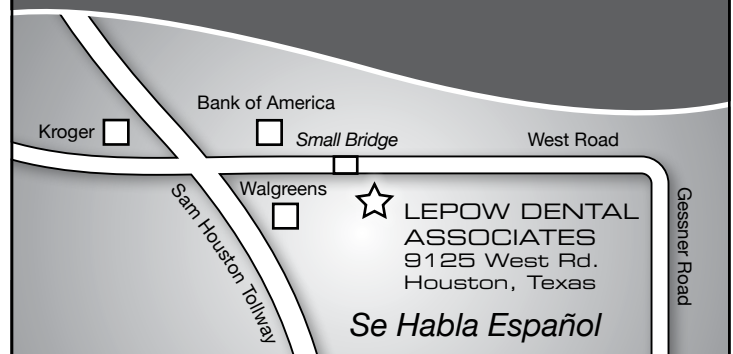 Bank of America
Kroger
Small Bridge
West Road
Walgreens
Sam Houston Tollway
Gessner Road
LEPOW DENTAL
ASSOCIATES
9125 West Rd.
Houston, Texas
Se Habla Español